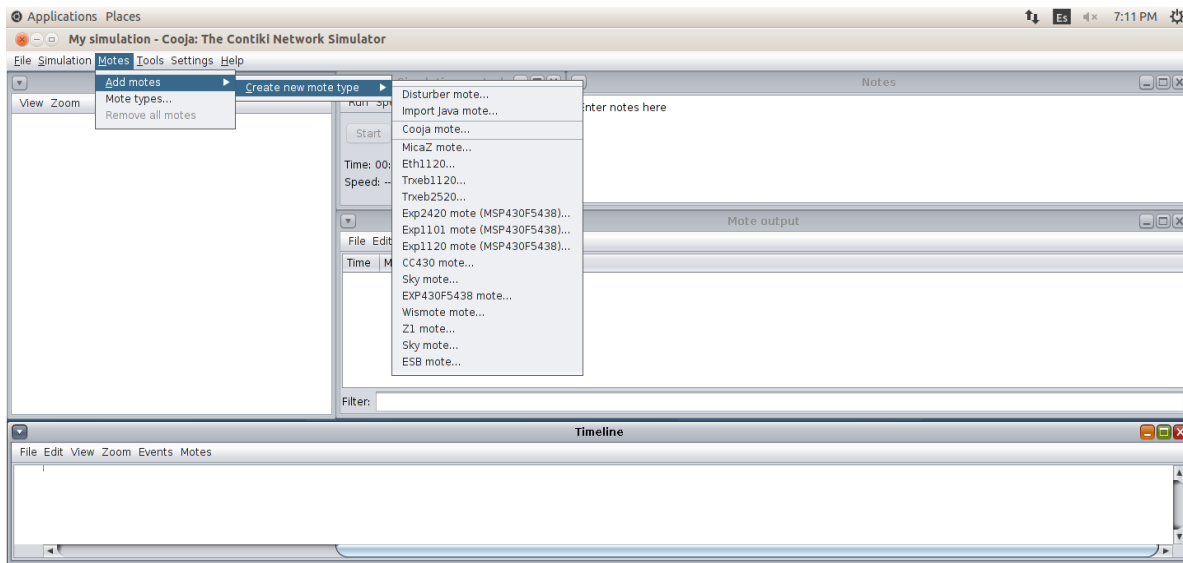 Applications Places
Es 7:11 PM
My simulation - Cooja: The Contiki Network Simulator
File Simulation Motes Tools Settings Help
Add motes
Mote types...
Remove all motes
Create new mote type
Disturber mote...
Import Java mote...
Cooja mote...
MicaZ mote...
Eth1120...
Trxeb1120...
Trxeb2520...
Exp2420 mote (MSP430F5438)...
Exp1101 mote (MSP430F5438)...
Exp1120 mote (MSP430F5438)...
CC430 mote...
Sky mote...
EXP430F5438 mote...
Wismote mote...
Z1 mote...
Sky mote...
ESB mote...
View Zoom
Run Spe
Start
Time: 00:
Speed: --
Notes
Enter notes here
Mote output
File Edit
Time M
Filter:
Timeline
File Edit View Zoom Events Motes